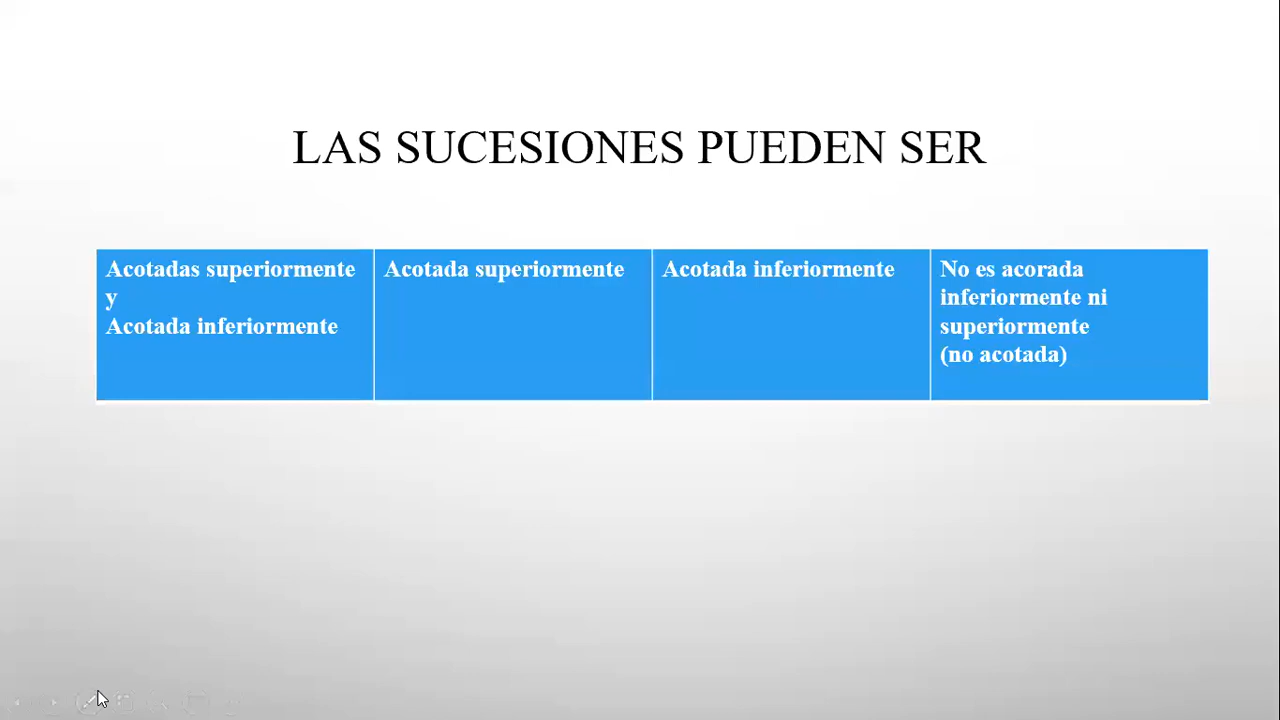 LAS SUCESIONES PUEDEN SER
Acotadas superiormente
y
Acotada inferiormente
Acotada superiormente
Acotada inferiormente
No es acorada
inferiormente ni
superiormente
(no acotada)